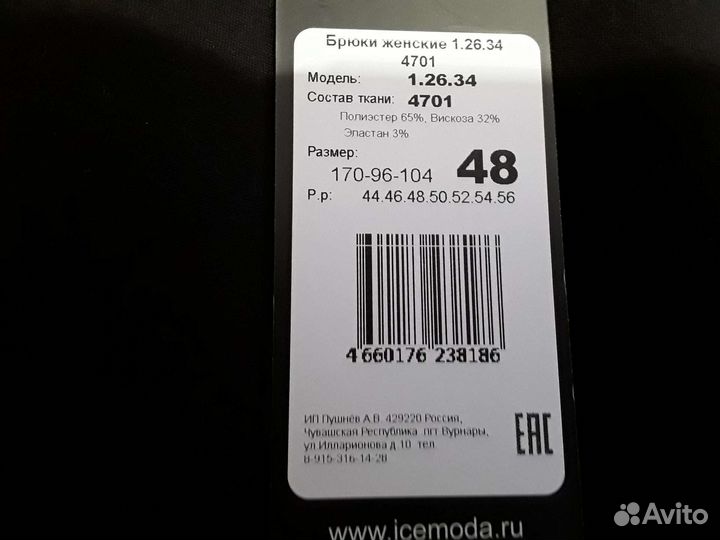 Брюки женские 1.26.34
4701
Модель: 1.26.34
Состав ткани: 4701
Полиэстер 65%, Вискоза 32%
Эластан 3%
Размер:
170-96-104 48
Р.р: 44.46.48.50.52.54.56
4 660176 238186
ИП Пушнёв А.В. 429220 Россия,
Чувашская Республика пгт Вурнары,
ул.Илларионова д.10 тел.
8-915-316-14-28
EAC
www.icemoda.ru
Avito